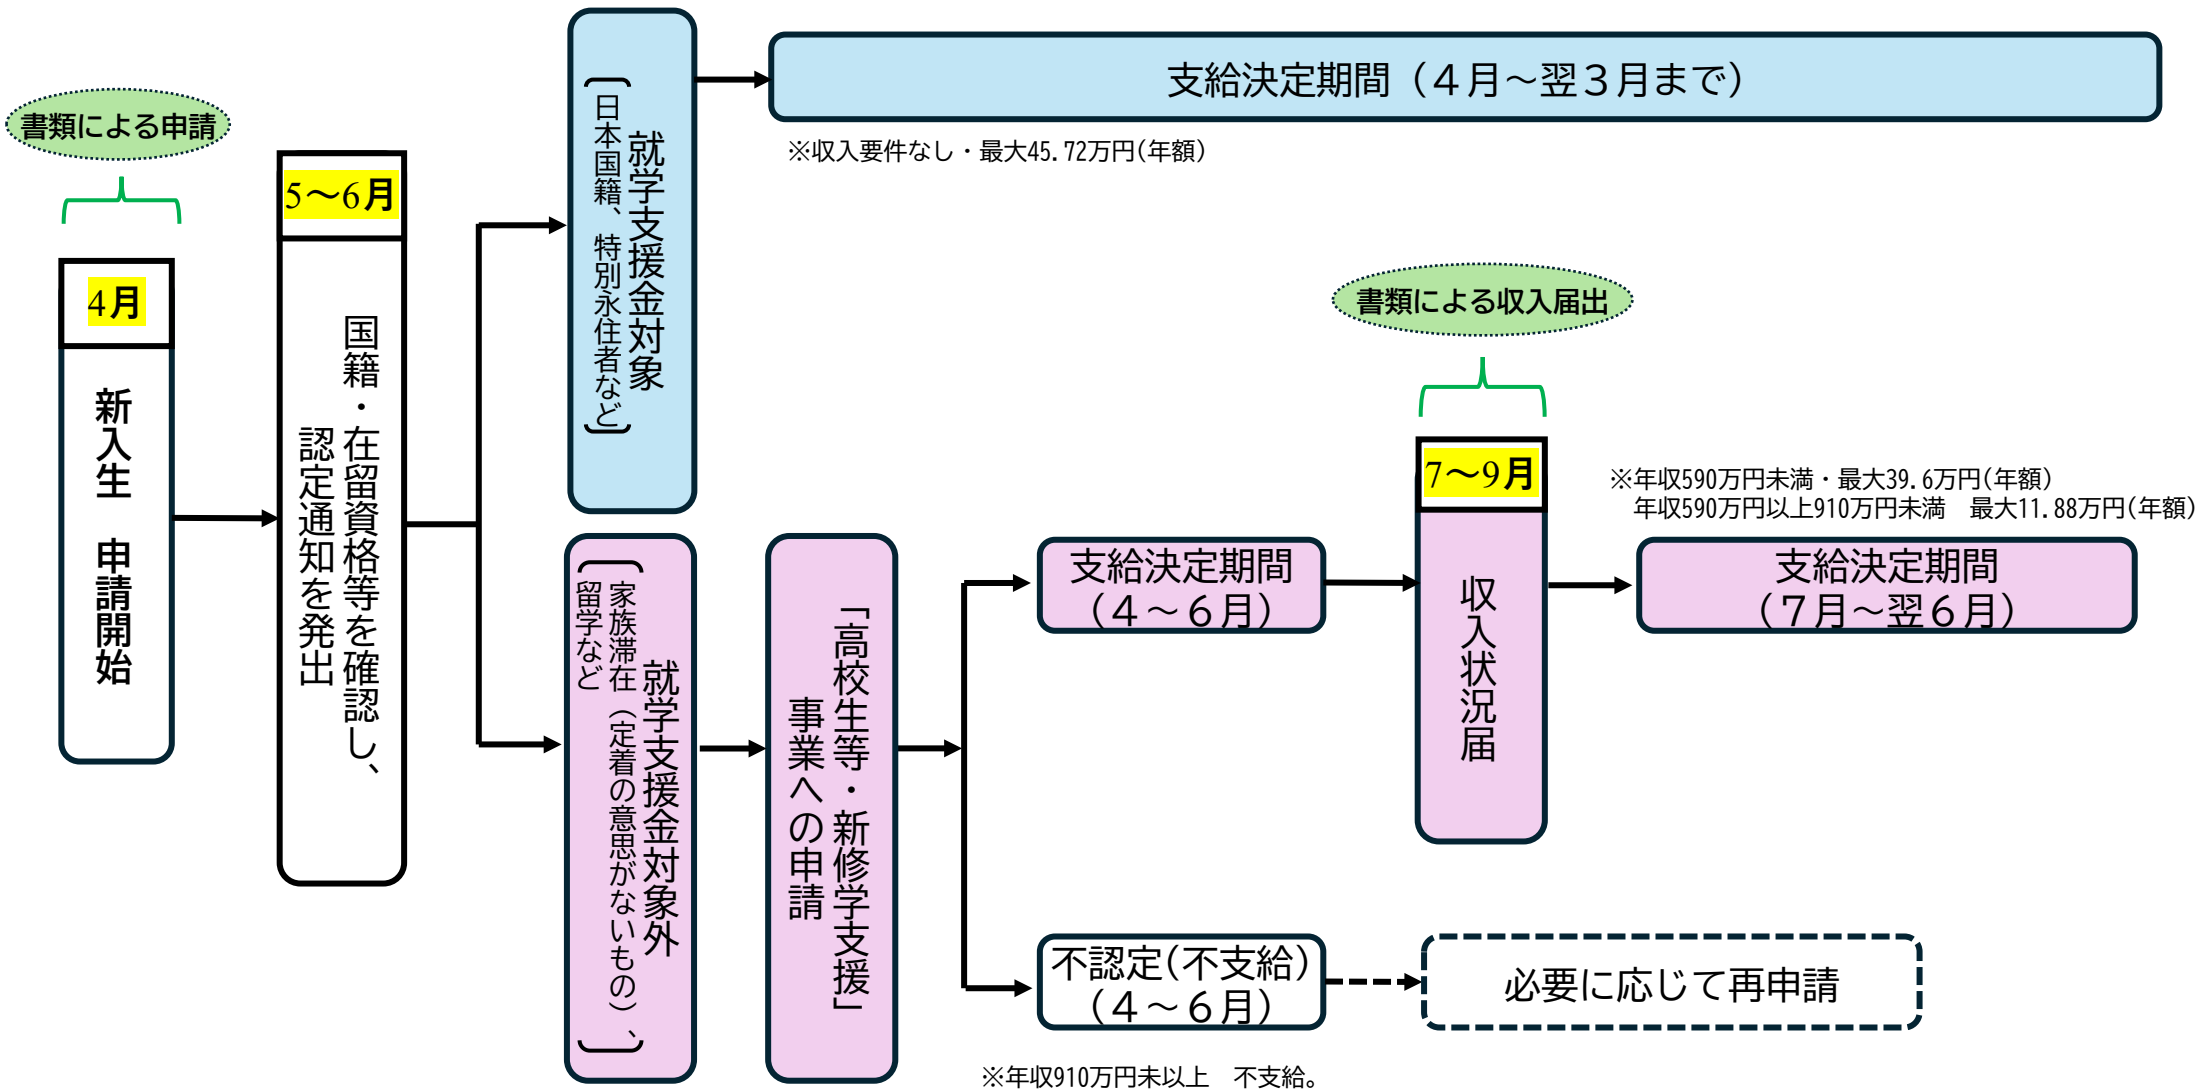 書類による申請
4月
新入生　申請開始
5～6月
国籍・在留資格等を確認し、
認定通知を発出
就学支援金対象
日本国籍、特別永住者など
支給決定期間（４月～翌３月まで）
※収入要件なし・最大45.72万円(年額)
就学支援金対象外
家族滞在（定着の意思がないもの）、
留学など
「高校生等・新修学支援」
事業への申請
支給決定期間
（４～６月）
書類による収入届出
7～9月
収入状況届
※年収590万円未満・最大39.6万円(年額)
年収590万円以上910万円未満　最大11.88万円(年額)
支給決定期間
（７月～翌６月）
不認定(不支給)
（４～６月）
必要に応じて再申請
※年収910万円未以上　不支給。